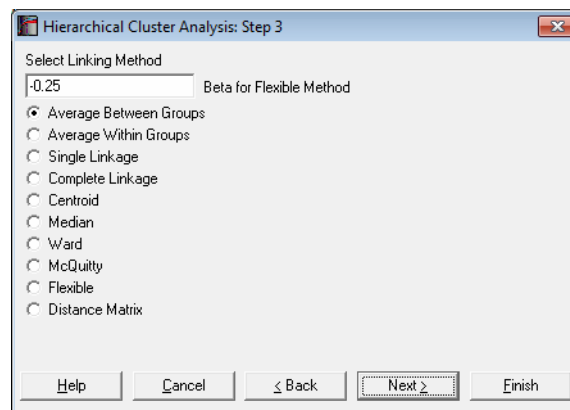 Hierarchical Cluster Analysis: Step 3
Select Linking Method
-0.25 Beta for Flexible Method
Average Between Groups
Average Within Groups
Single Linkage
Complete Linkage
Centroid
Median
Ward
McQuitty
Flexible
Distance Matrix
Help Cancel < Back Next > Finish